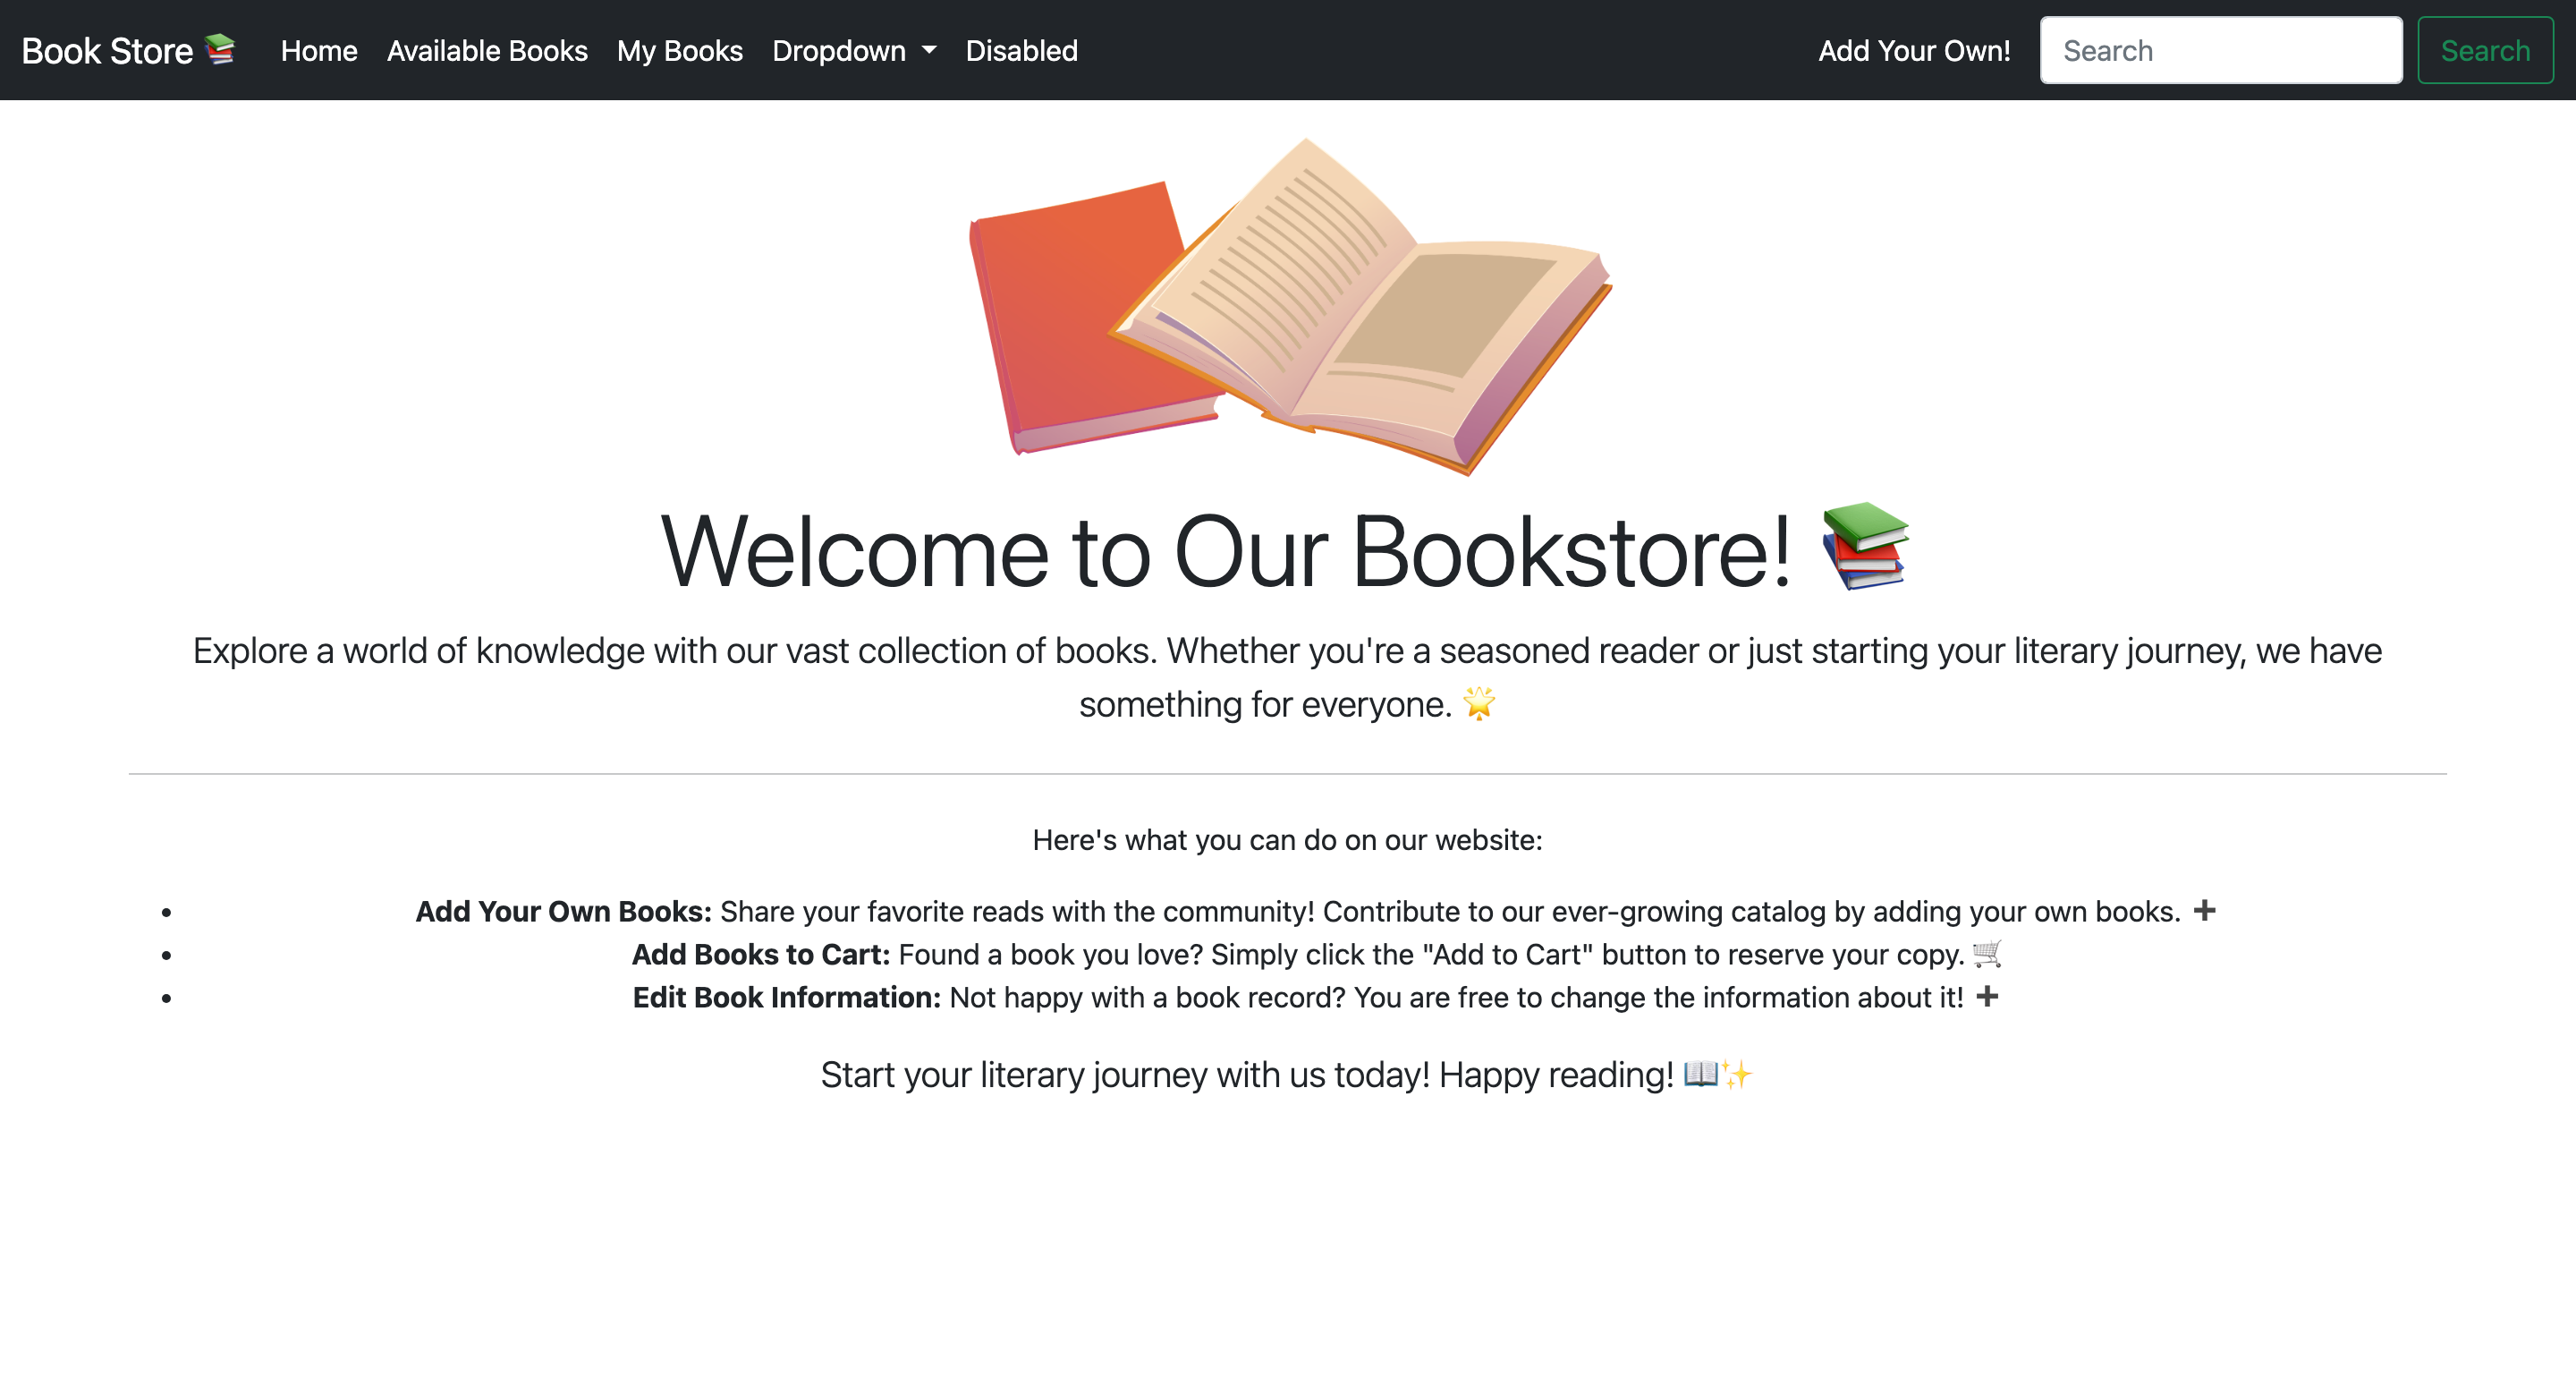 Book Store 📚 Home Available Books My Books Dropdown Disabled Add Your Own! Search Search
Welcome to Our Bookstore! 📚
Explore a world of knowledge with our vast collection of books. Whether you're a seasoned reader or just starting your literary journey, we have
something for everyone. 🌟
Here's what you can do on our website:
• Add Your Own Books: Share your favorite reads with the community! Contribute to our ever-growing catalog by adding your own books. ➕
• Add Books to Cart: Found a book you love? Simply click the "Add to Cart" button to reserve your copy. 🛒
• Edit Book Information: Not happy with a book record? You are free to change the information about it! ➕
Start your literary journey with us today! Happy reading! 📖✨